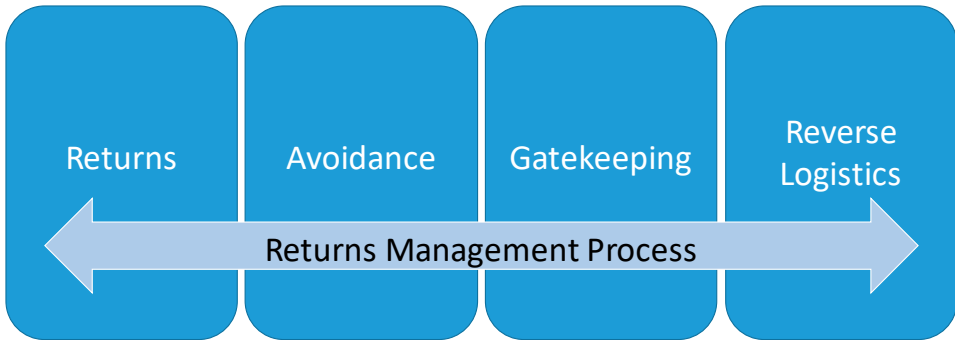 Returns
Avoidance
Gatekeeping
Reverse
Logistics
Returns Management Process